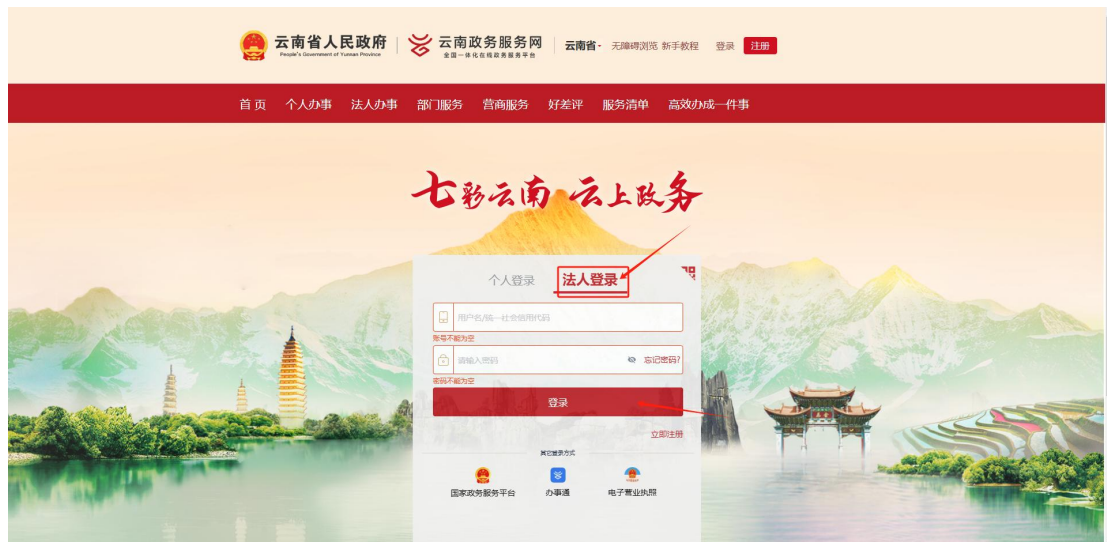 云南省人民政府 云南政务服务网 云南省 无障碍浏览 新手教程 登录 注册
People's Government of Yunnan Province 全国一体化在线政务服务平台
首页 个人办事 法人办事 部门服务 营商服务 好差评 服务清单 高效办成一件事
七彩云南 云上政务
个人登录 法人登录
用户名/统一社会信用代码
账号不能为空
请输入密码 忘记密码?
密码不能为空
登录
立即注册
其它登录方式
国家政务服务平台 办事通 电子营业执照